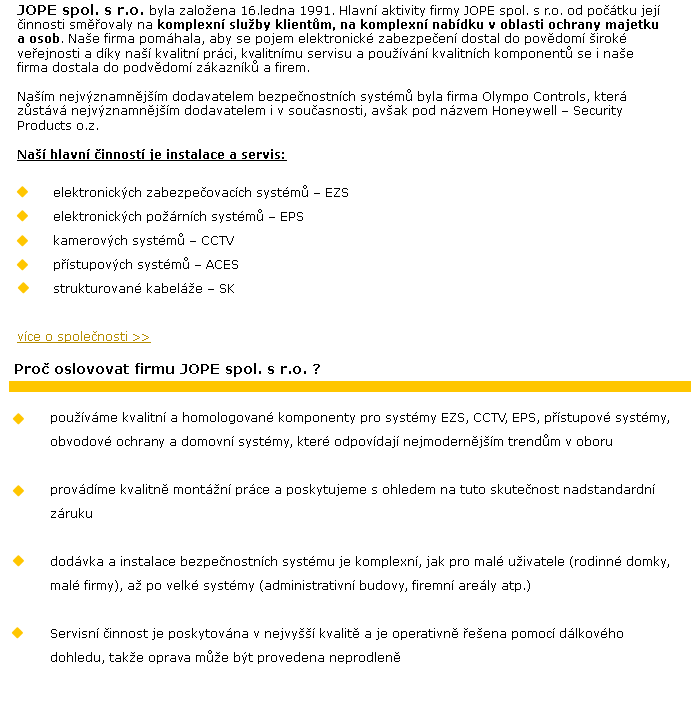 JOPE spol. s r.o. byla založena 16.ledna 1991. Hlavní aktivity firmy JOPE spol. s r.o. od počátku její
činnosti směřovaly na komplexní služby klientům, na komplexní nabídku v oblasti ochrany majetku
a osob. Naše firma pomáhala, aby se pojem elektronické zabezpečení dostal do povědomí široké
veřejnosti a díky naší kvalitní práci, kvalitnímu servisu a používání kvalitních komponentů se i naše
firma dostala do podvědomí zákazníků a firem.
Naším nejvýznamnějším dodavatelem bezpečnostních systémů byla firma Olympo Controls, která
zůstává nejvýznamnějším dodavatelem i v současnosti, avšak pod názvem Honeywell – Security
Products o.z.
Naší hlavní činností je instalace a servis:
elektronických zabezpečovacích systémů – EZS
elektronických požárních systémů – EPS
kamerových systémů – CCTV
přístupových systémů – ACES
strukturované kabeláže – SK
více o společnosti >>
Proč oslovovat firmu JOPE spol. s r.o. ?
používáme kvalitní a homologované komponenty pro systémy EZS, CCTV, EPS, přístupové systémy,
obvodové ochrany a domovní systémy, které odpovídají nejmodernějším trendům v oboru
provádíme kvalitně montážní práce a poskytujeme s ohledem na tuto skutečnost nadstandardní
záruku
dodávka a instalace bezpečnostních systému je komplexní, jak pro malé uživatele (rodinné domky,
malé firmy), až po velké systémy (administrativní budovy, firemní areály atp.)
Servisní činnost je poskytována v nejvyšší kvalitě a je operativně řešena pomocí dálkového
dohledu, takže oprava může být provedena neprodleně